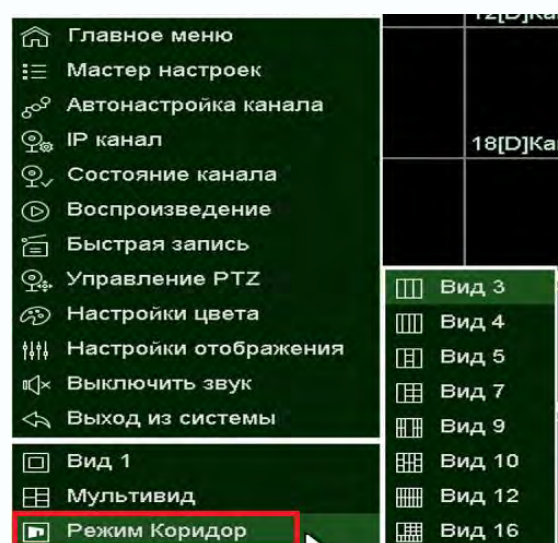 Главное меню
Мастер настроек
Автонастройка канала
IP канал
Состояние канала
Воспроизведение
Быстрая запись
Управление PTZ
Настройки цвета
Настройки отображения
Выключить звук
Выход из системы
Вид 1
Мультивид
Режим Коридор
18[D]Ка
Вид 3
Вид 4
Вид 5
Вид 7
Вид 9
Вид 10
Вид 12
Вид 16